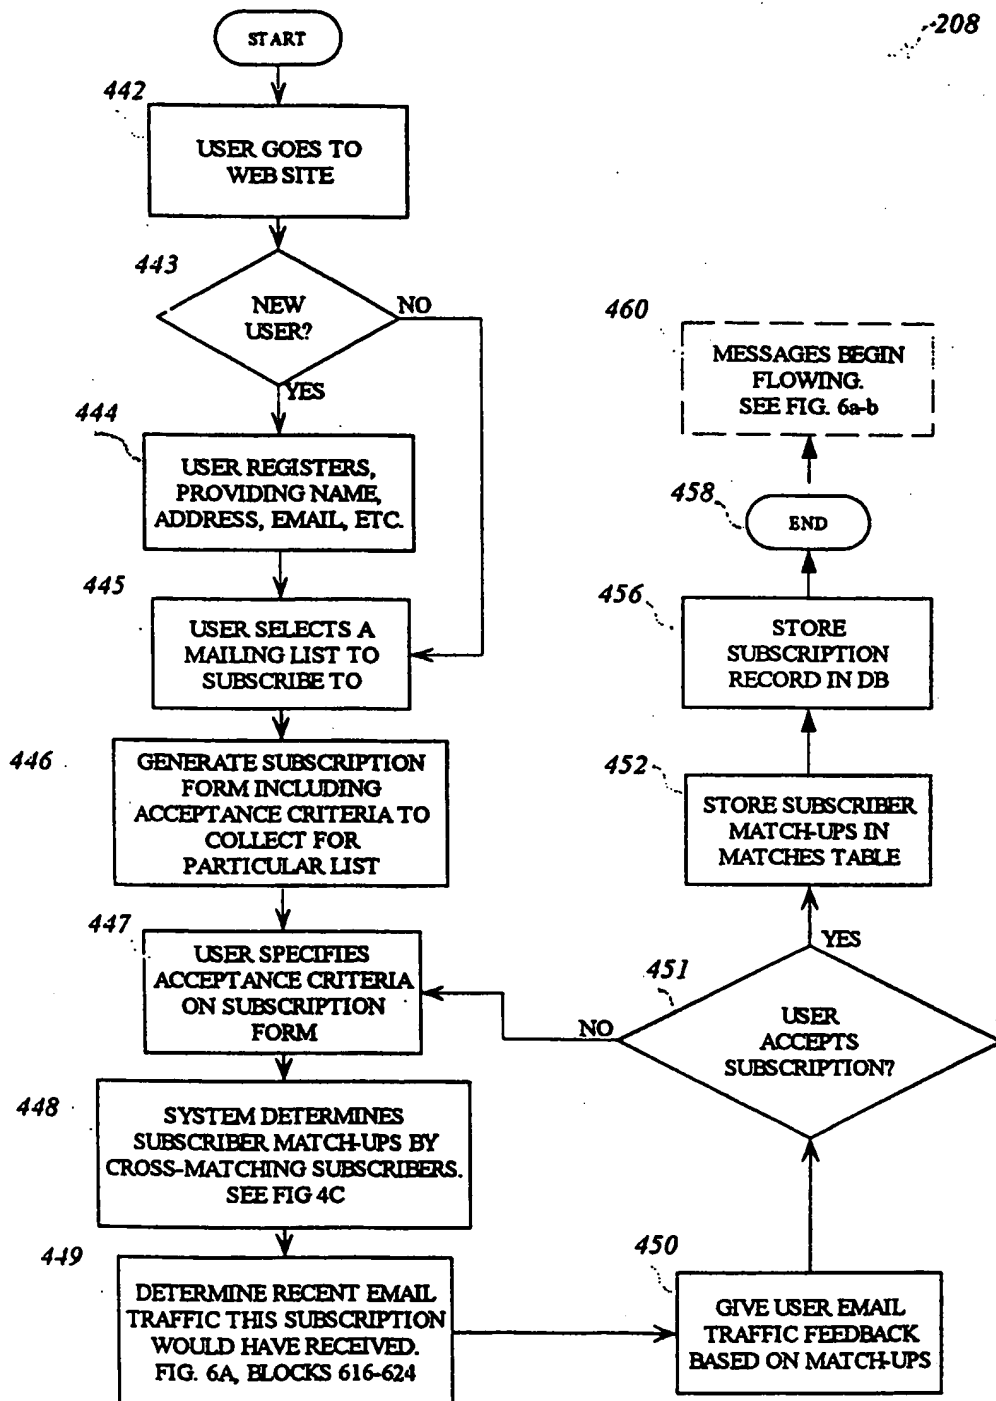 START
208
442
USER GOES TO
WEB SITE
443
NEW
USER?
NO
YES
444
USER REGISTERS,
PROVIDING NAME,
ADDRESS, EMAIL, ETC.
445
USER SELECTS A
MAILING LIST TO
SUBSCRIBE TO
446
GENERATE SUBSCRIPTION
FORM INCLUDING
ACCEPTANCE CRITERIA TO
COLLECT FOR
PARTICULAR LIST
447
USER SPECIFIES
ACCEPTANCE CRITERIA
ON SUBSCRIPTION
FORM
448
SYSTEM DETERMINES
SUBSCRIBER MATCH-UPS BY
CROSS-MATCHING SUBSCRIBERS.
SEE FIG 4C
449
DETERMINE RECENT EMAIL
TRAFFIC THIS SUBSCRIPTION
WOULD HAVE RECEIVED.
FIG. 6A, BLOCKS 616-624
450
GIVE USER EMAIL
TRAFFIC FEEDBACK
BASED ON MATCH-UPS
451
USER
ACCEPTS
SUBSCRIPTION?
NO
YES
452
STORE SUBSCRIBER
MATCH-UPS IN
MATCHES TABLE
456
STORE
SUBSCRIPTION
RECORD IN DB
458
END
460
MESSAGES BEGIN
FLOWING.
SEE FIG. 6a-b